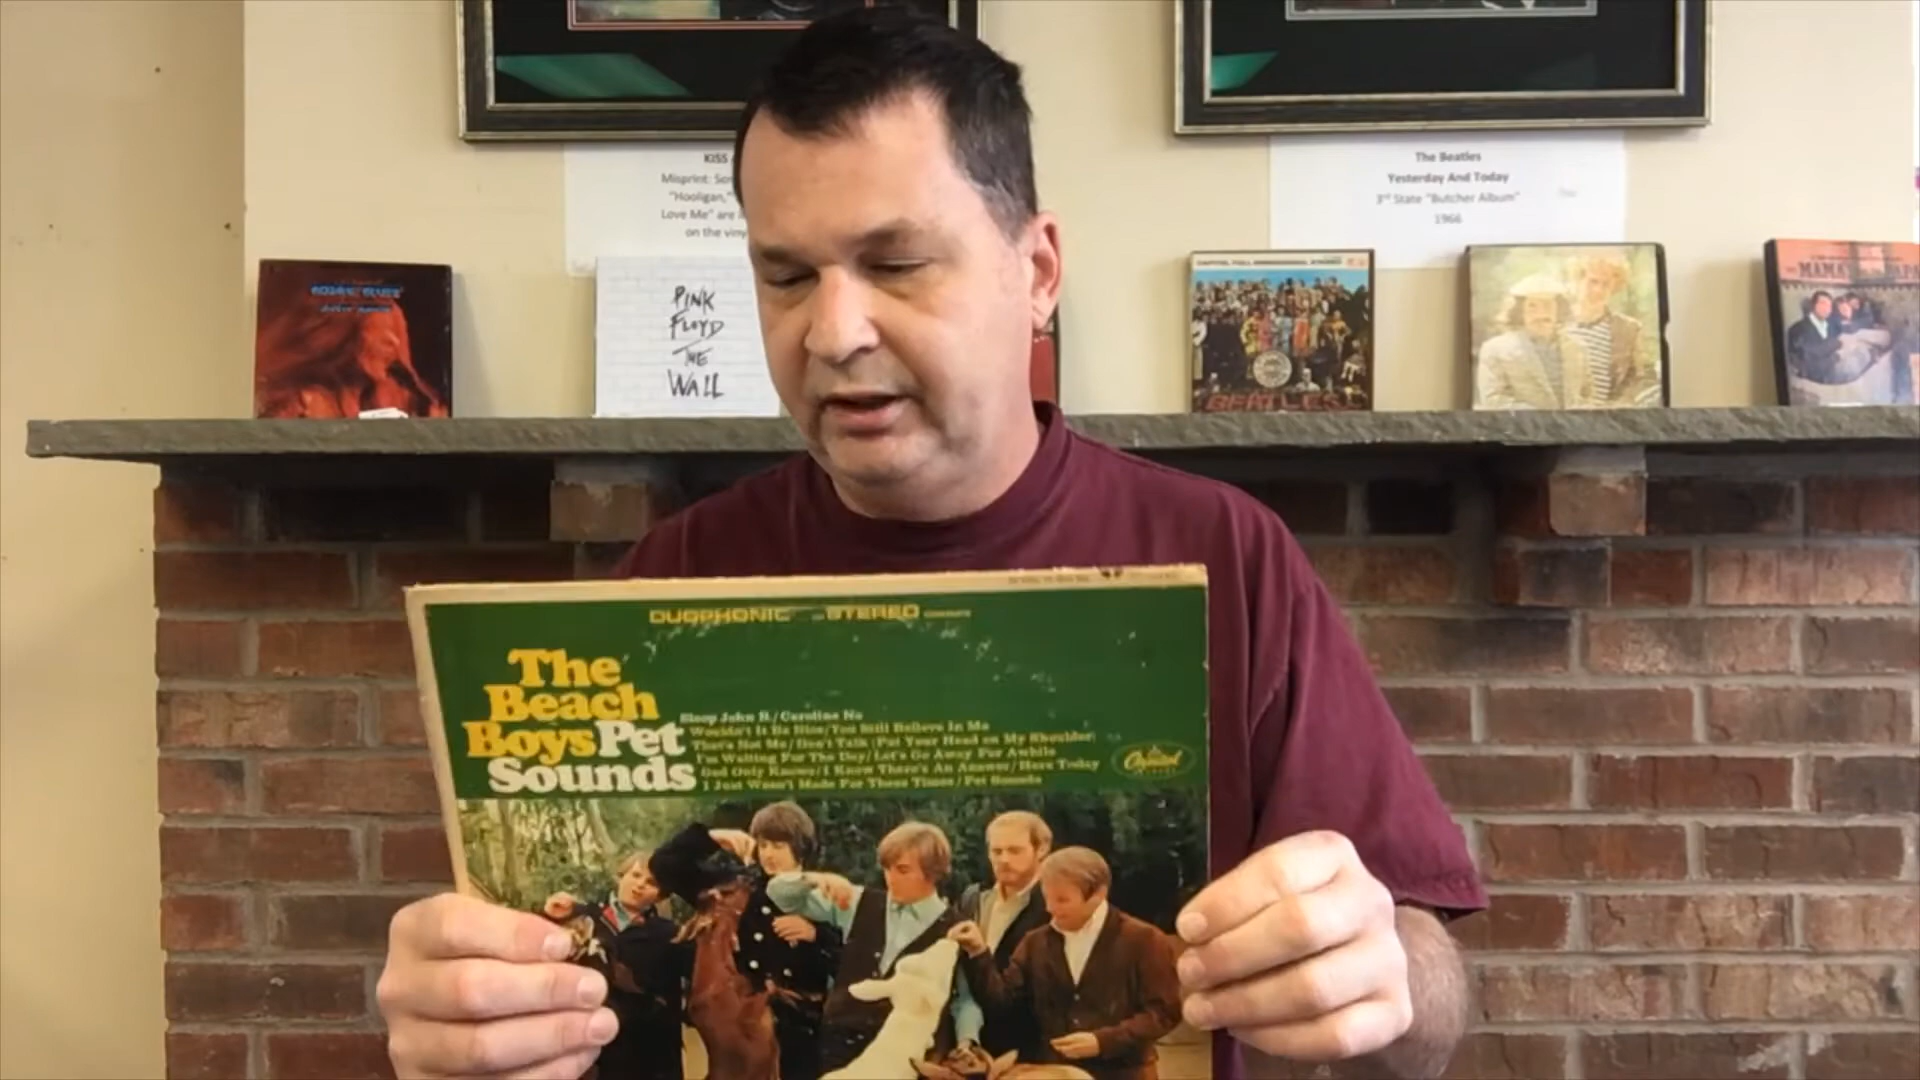 KISS
Misprint:
"Hooligan,"
Love Me" are
on the
The Beatles
Yesterday And Today
3rd State "Butcher Album"
1966
PINK
FLOYD
THE
WALL
BEATLES
DUOPHONIC STEREO
The
Beach
Boys Pet
Sounds
Sloop John B./Caroline No
Wouldn't It Be Nice/You Still Believe In Me
That's Not Me/Don't Talk (Put Your Head on My Shoulder)
I'm Waiting For The Day/Let's Go Away For Awhile
God Only Knows/I Know There's An Answer/Here Today
I Just Wasn't Made For These Times/Pet Sounds
Capitol